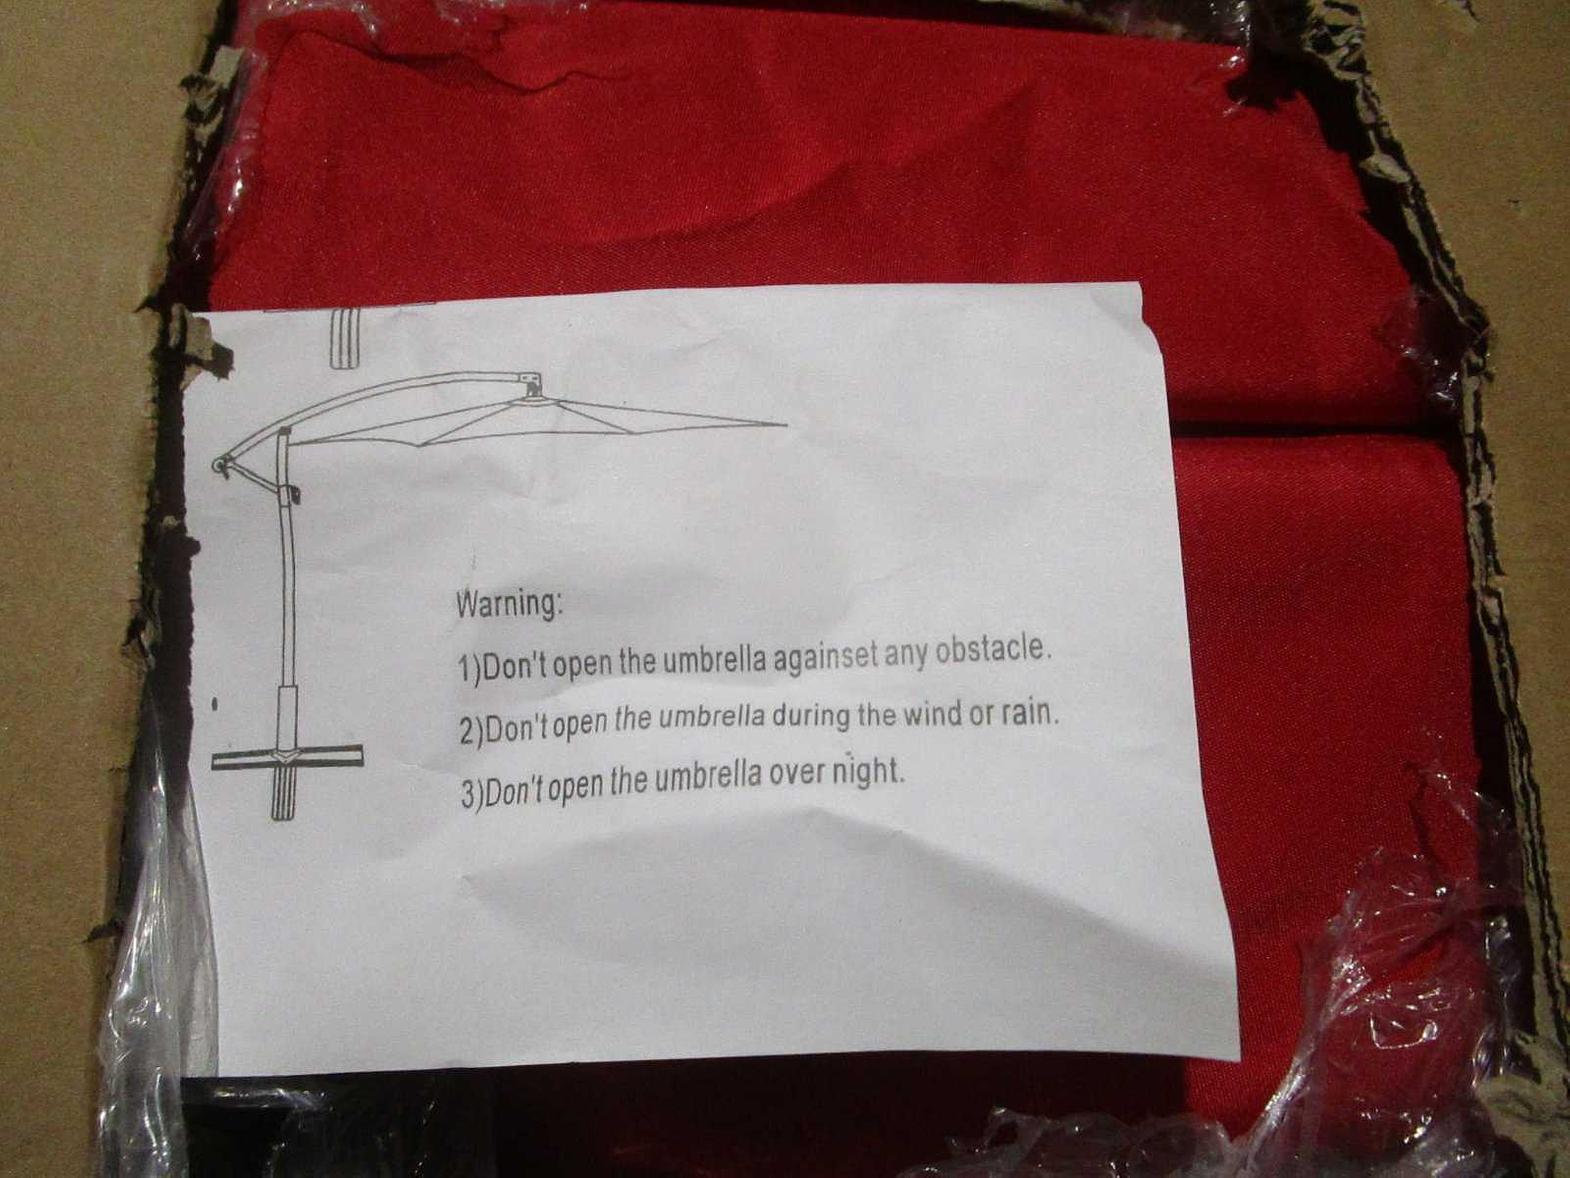 Warning:
1)Don't open the umbrella againset any obstacle.
2)Don't open the umbrella during the wind or rain.
3)Don't open the umbrella over night.